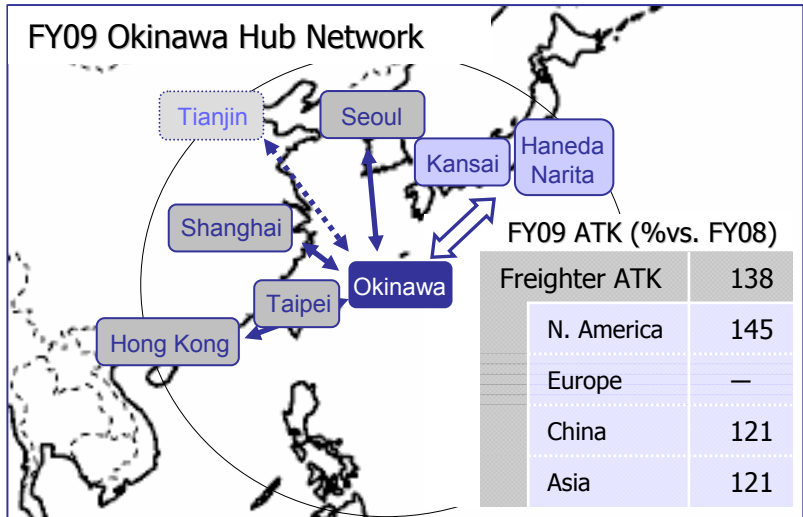 FY09 Okinawa Hub Network
Tianjin
Seoul
Kansai
Haneda
Narita
Shanghai
Okinawa
Taipei
Hong Kong
FY09 ATK (%vs. FY08)
Freighter ATK 138
N. America 145
Europe —
China 121
Asia 121